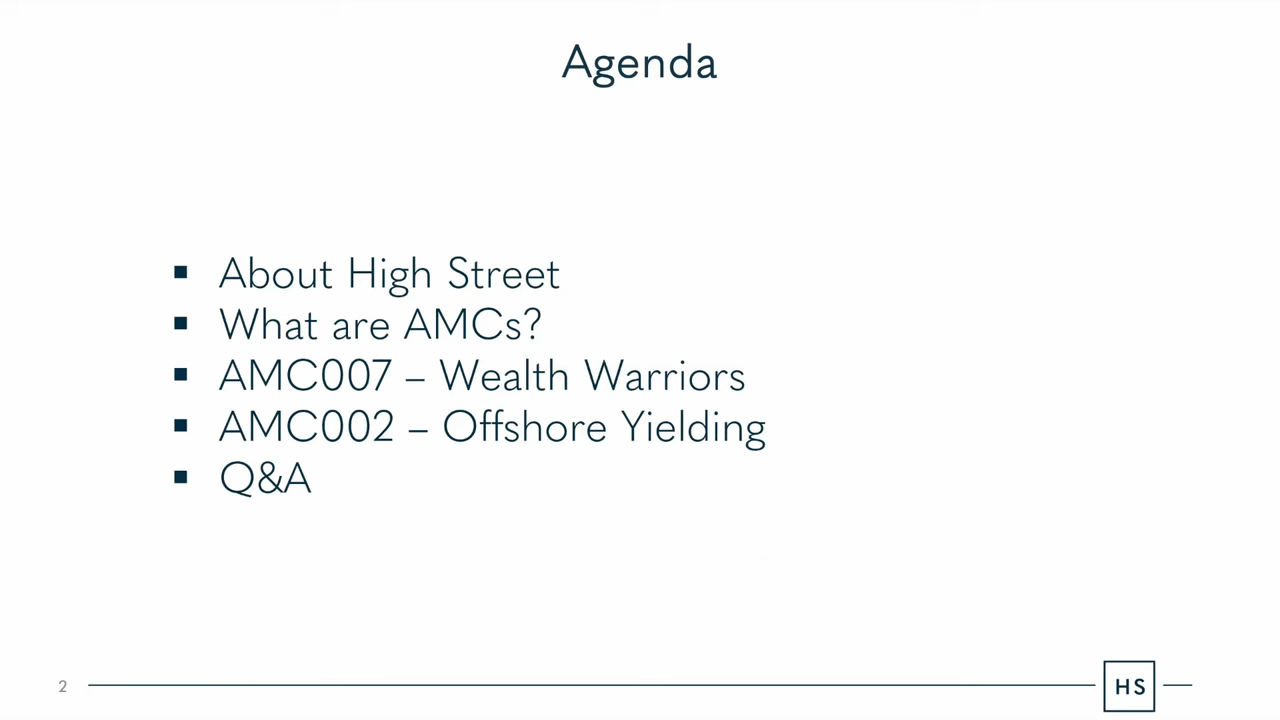 Agenda
▪ About High Street
▪ What are AMCs?
▪ AMC007 – Wealth Warriors
▪ AMC002 – Offshore Yielding
▪ Q&A
2
HS